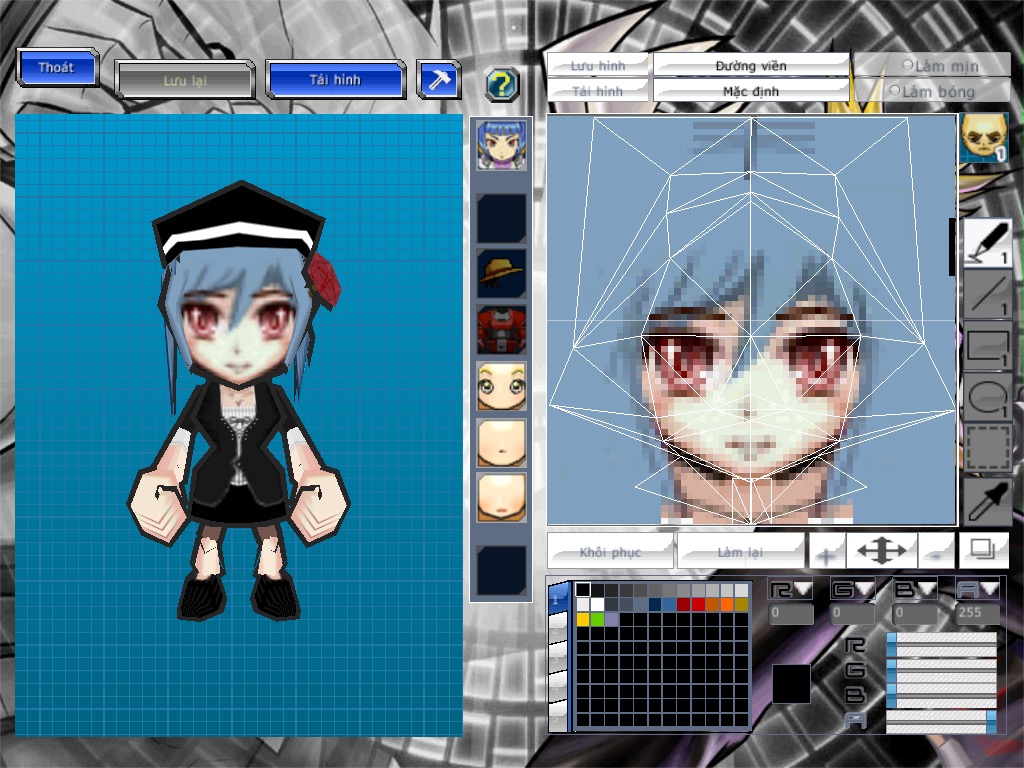 Thoát
Lưu lại
Tải hình
?
Lưu hình
Đường viền
Làm mịn
Tải hình
Mặc định
Làm bóng
1
1
1
1
1
Khôi phục
Làm lại
+
-
1
R
G
B
A
0
0
0
255
R
G
B
A